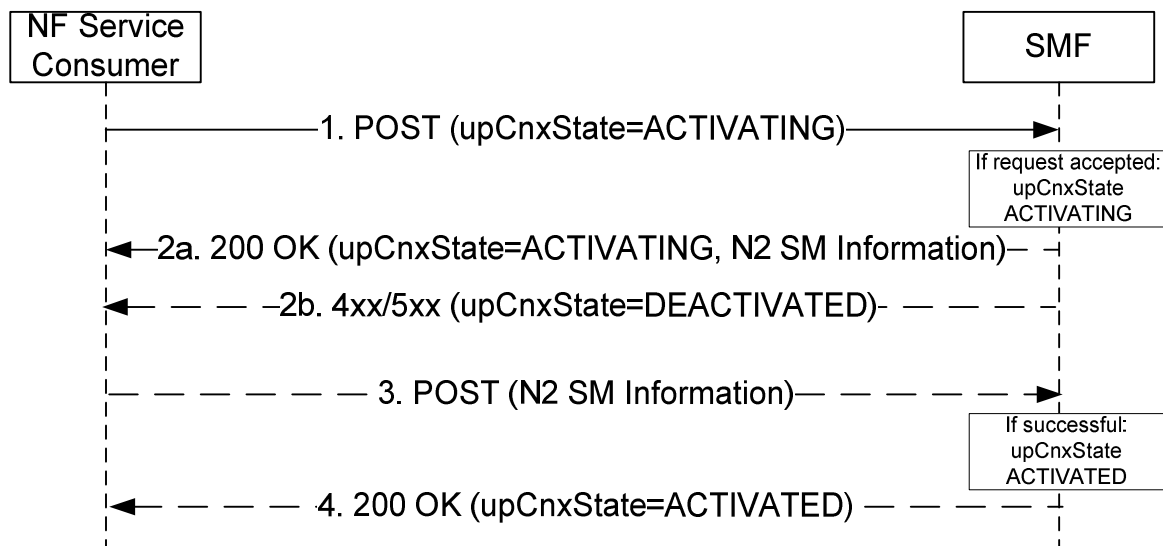 NF Service
Consumer
SMF
1. POST (upCnxState=ACTIVATING)
If request accepted:
upCnxState
ACTIVATING
2a. 200 OK (upCnxState=ACTIVATING, N2 SM Information)
2b. 4xx/5xx (upCnxState=DEACTIVATED)
3. POST (N2 SM Information)
If successful:
upCnxState
ACTIVATED
4. 200 OK (upCnxState=ACTIVATED)